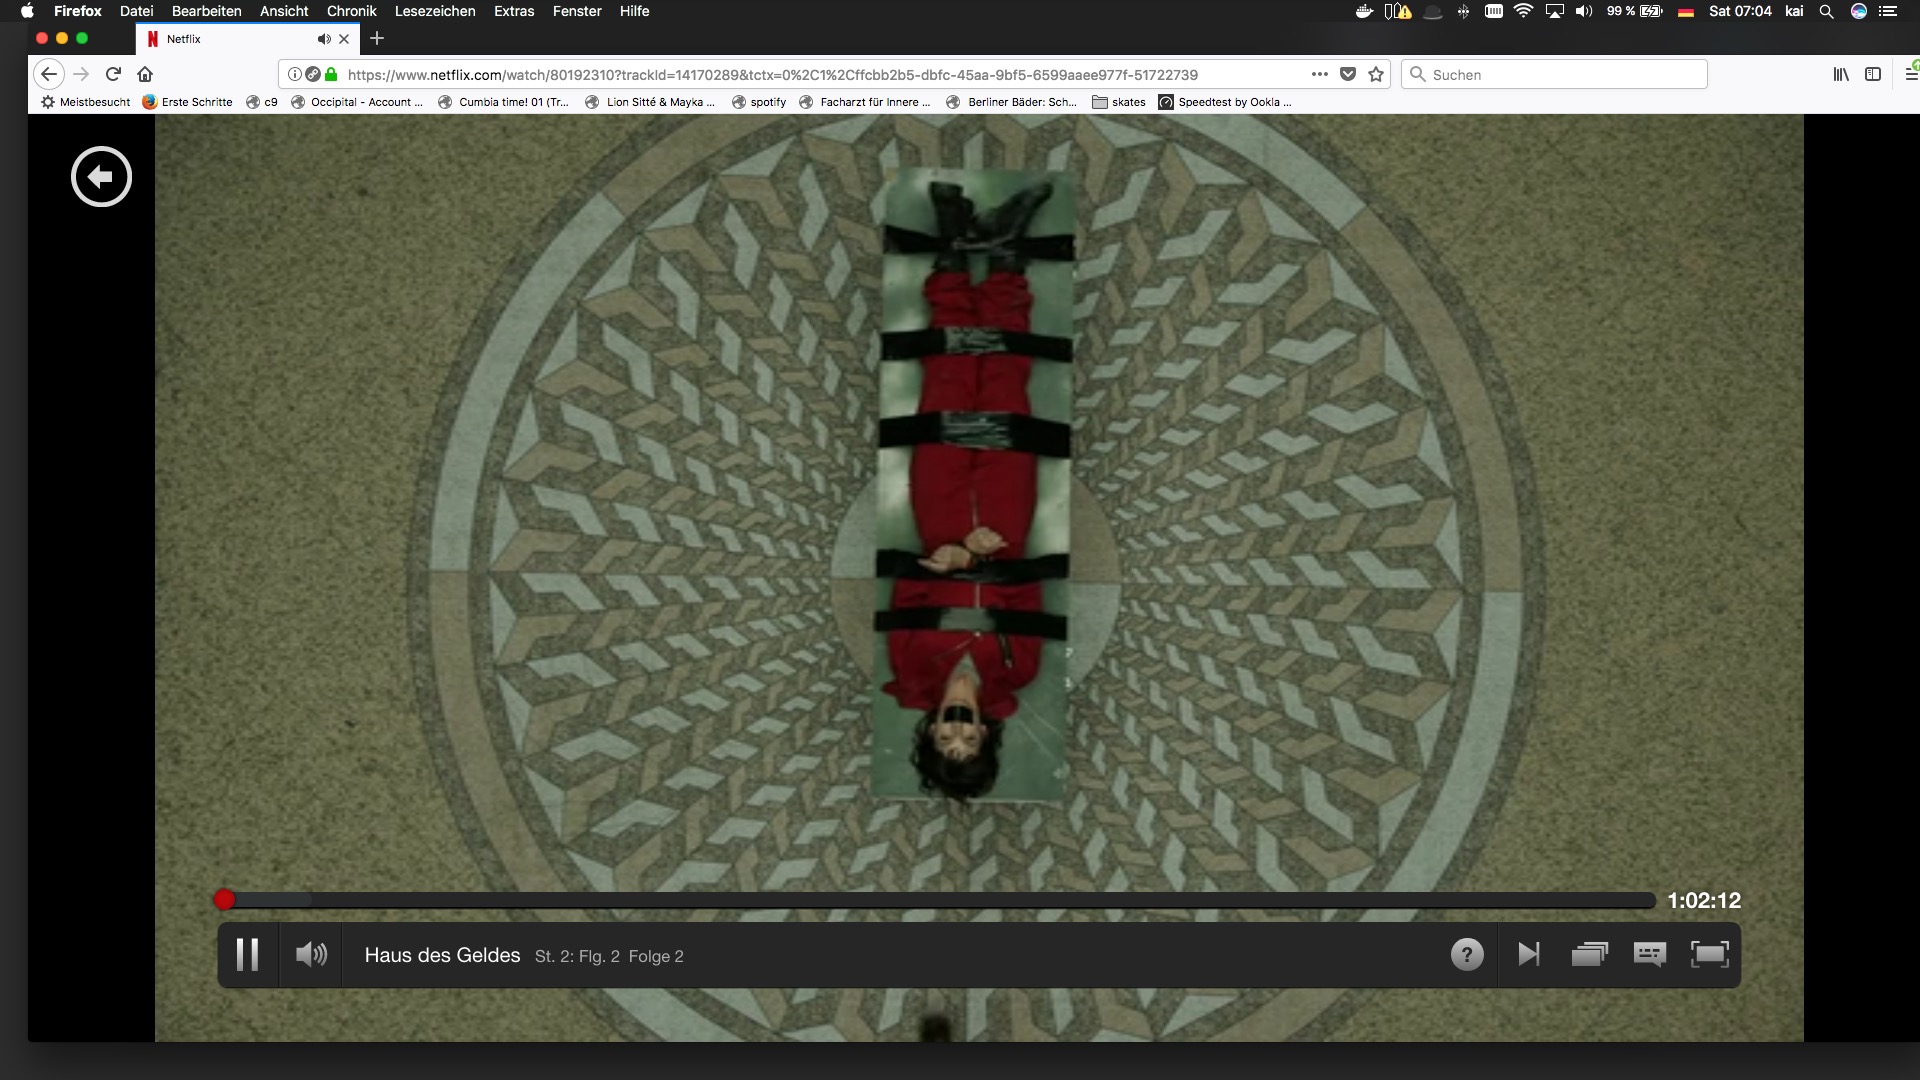 Firefox Datei Bearbeiten Ansicht Chronik Lesezeichen Extras Fenster Hilfe 99 % Sat 07:04 kai
Netflix
https://www.netflix.com/watch/80192310?trackId=14170289&tctx=0%2C1%2Cffcbb2b5-dbfc-45aa-9bf5-6599aaee977f-51722739 Suchen
Meistbesucht Erste Schritte c9 Occipital - Account ... Cumbia time! 01 (Tr... Lion Sitté & Mayka ... spotify Facharzt für Innere ... Berliner Bäder: Sch... skates Speedtest by Ookla ...
1:02:12
Haus des Geldes St. 2: Flg. 2 Folge 2 ?